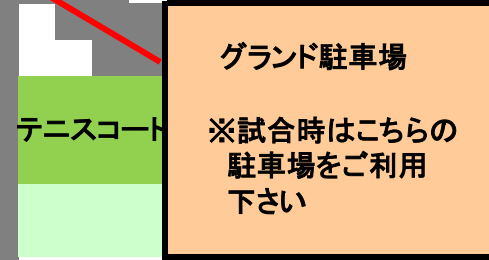 グランド駐車場
テニスコート
※試合時はこちらの
駐車場をご利用
下さい